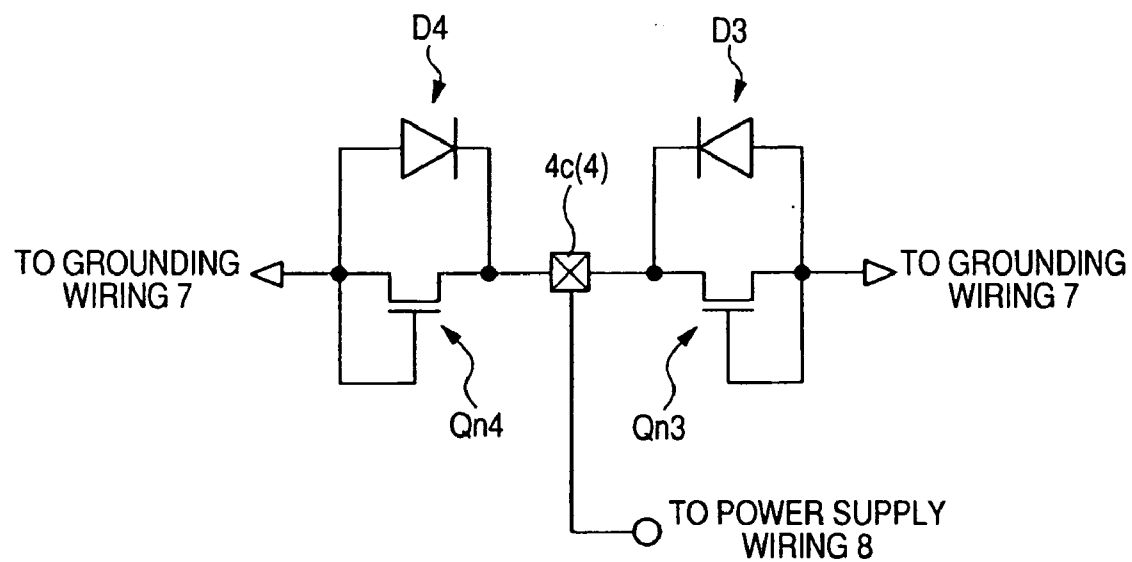 D4
D3
4c(4)
TO GROUNDING
WIRING 7
TO GROUNDING
WIRING 7
Qn4
Qn3
TO POWER SUPPLY
WIRING 8